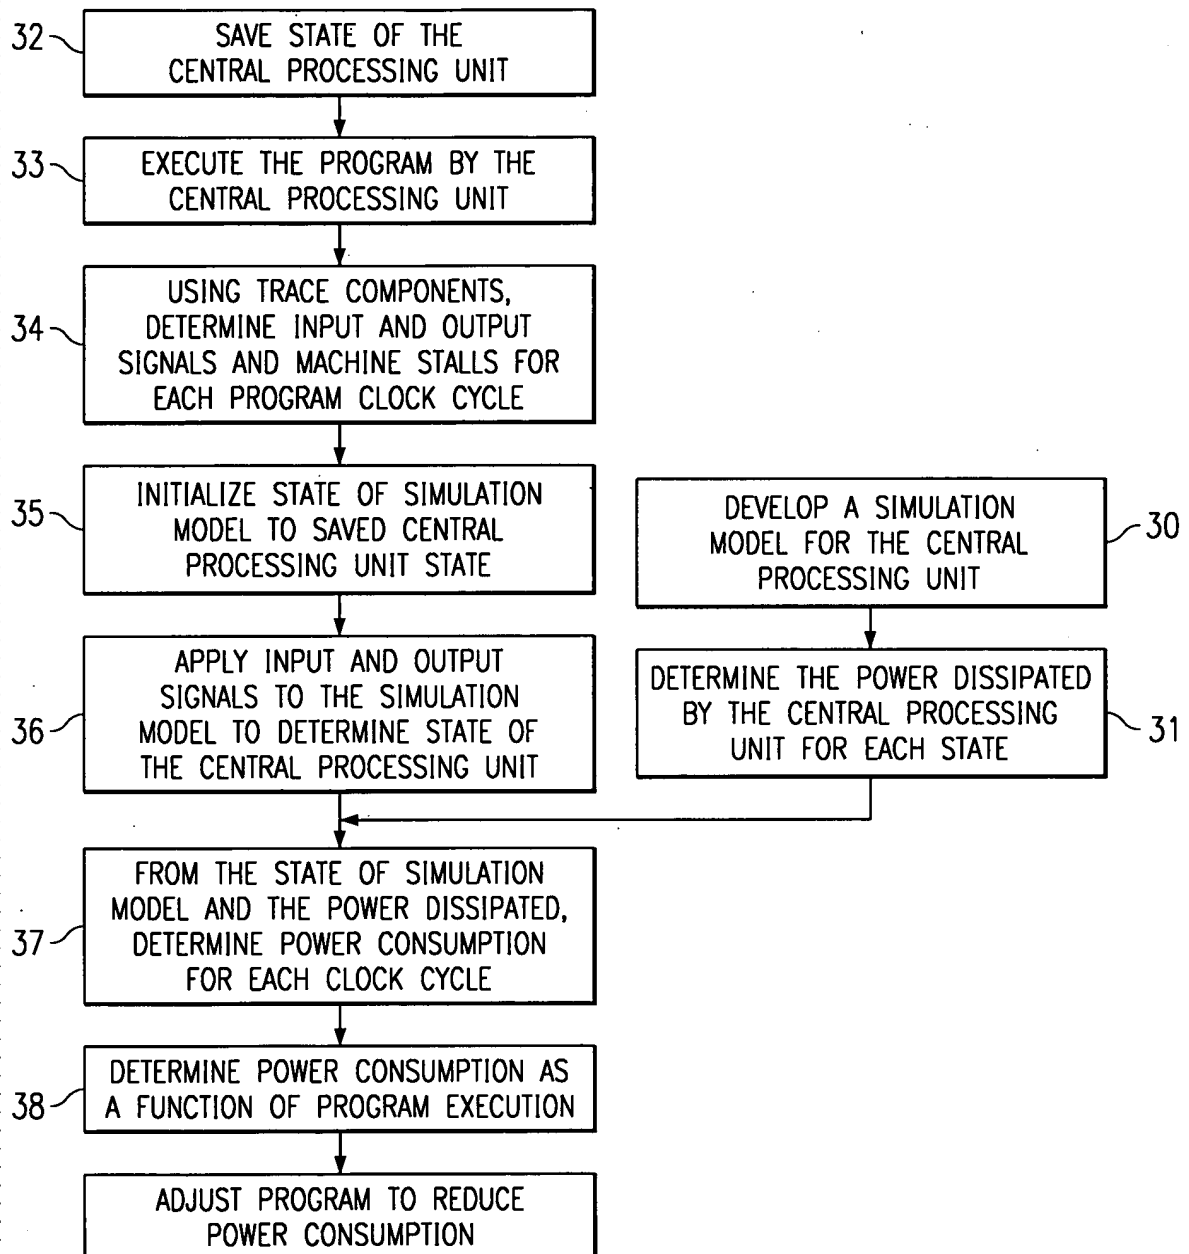 32
SAVE STATE OF THE
CENTRAL PROCESSING UNIT
33
EXECUTE THE PROGRAM BY THE
CENTRAL PROCESSING UNIT
34
USING TRACE COMPONENTS,
DETERMINE INPUT AND OUTPUT
SIGNALS AND MACHINE STALLS FOR
EACH PROGRAM CLOCK CYCLE
35
INITIALIZE STATE OF SIMULATION
MODEL TO SAVED CENTRAL
PROCESSING UNIT STATE
DEVELOP A SIMULATION
MODEL FOR THE CENTRAL
PROCESSING UNIT
30
36
APPLY INPUT AND OUTPUT
SIGNALS TO THE SIMULATION
MODEL TO DETERMINE STATE OF
THE CENTRAL PROCESSING UNIT
DETERMINE THE POWER DISSIPATED
BY THE CENTRAL PROCESSING
UNIT FOR EACH STATE
31
37
FROM THE STATE OF SIMULATION
MODEL AND THE POWER DISSIPATED,
DETERMINE POWER CONSUMPTION
FOR EACH CLOCK CYCLE
38
DETERMINE POWER CONSUMPTION AS
A FUNCTION OF PROGRAM EXECUTION
ADJUST PROGRAM TO REDUCE
POWER CONSUMPTION